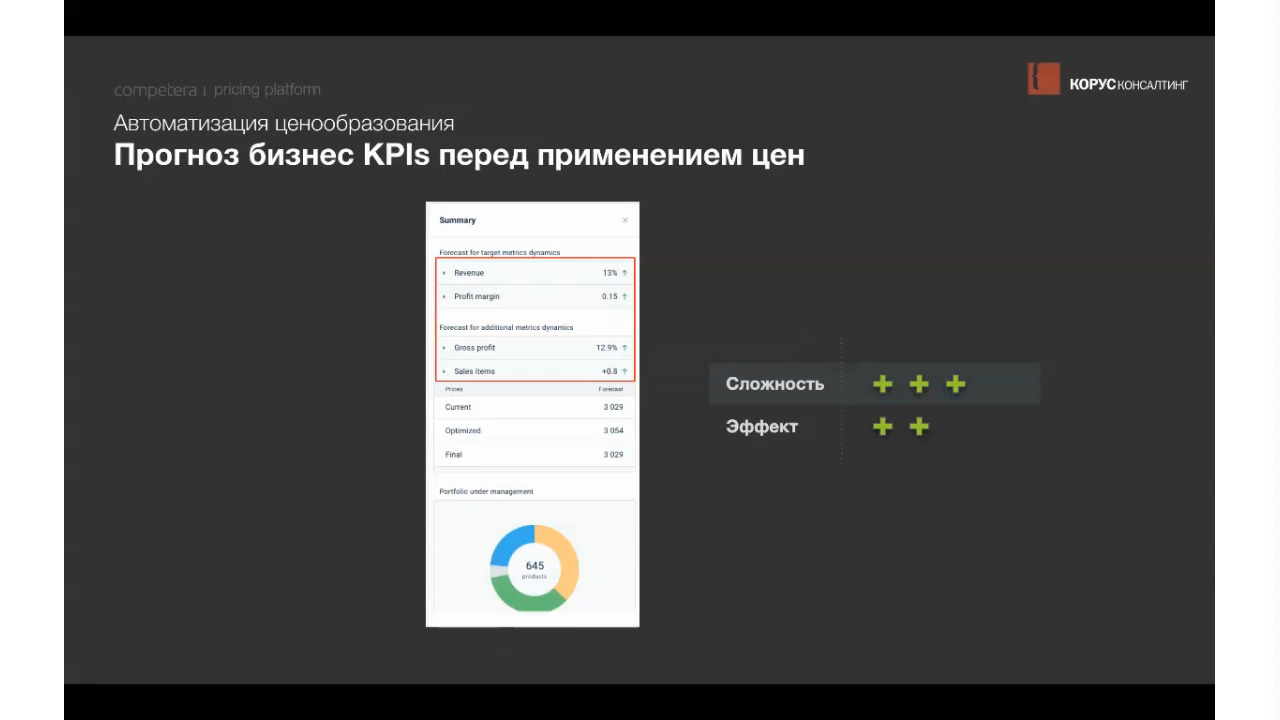 competera | pricing platform
КОРУС КОНСАЛТИНГ
Автоматизация ценообразования
Прогноз бизнес KPIs перед применением цен
Summary ×
Forecast for target metrics dynamics
Revenue 13% ↑
Profit margin 0.15 ↑
Forecast for additional metrics dynamics
Gross profit 12.9% ↑
Sales items +0.8 ↑
Prices Forecast
Current 3 029
Optimized 3 054
Final 3 029
Portfolio under management
645
products
Сложность + + +
Эффект + +